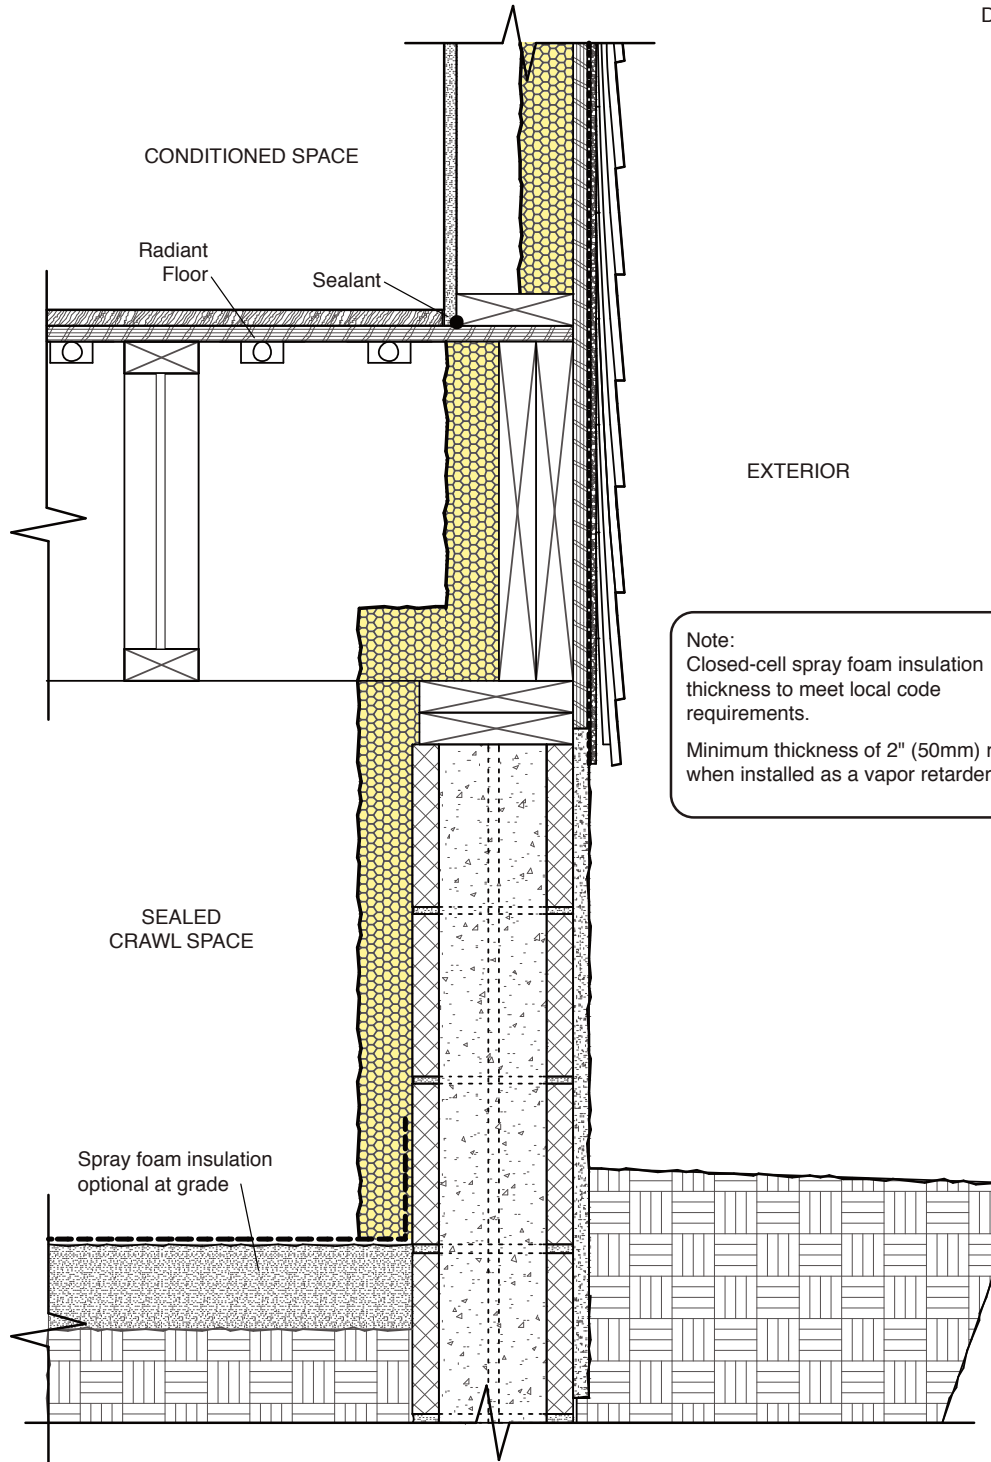 D
CONDITIONED SPACE
Radiant
Floor
Sealant
EXTERIOR
Note:
Closed-cell spray foam insulation
thickness to meet local code
requirements.
Minimum thickness of 2" (50mm) r
when installed as a vapor retarder
SEALED
CRAWL SPACE
Spray foam insulation
optional at grade